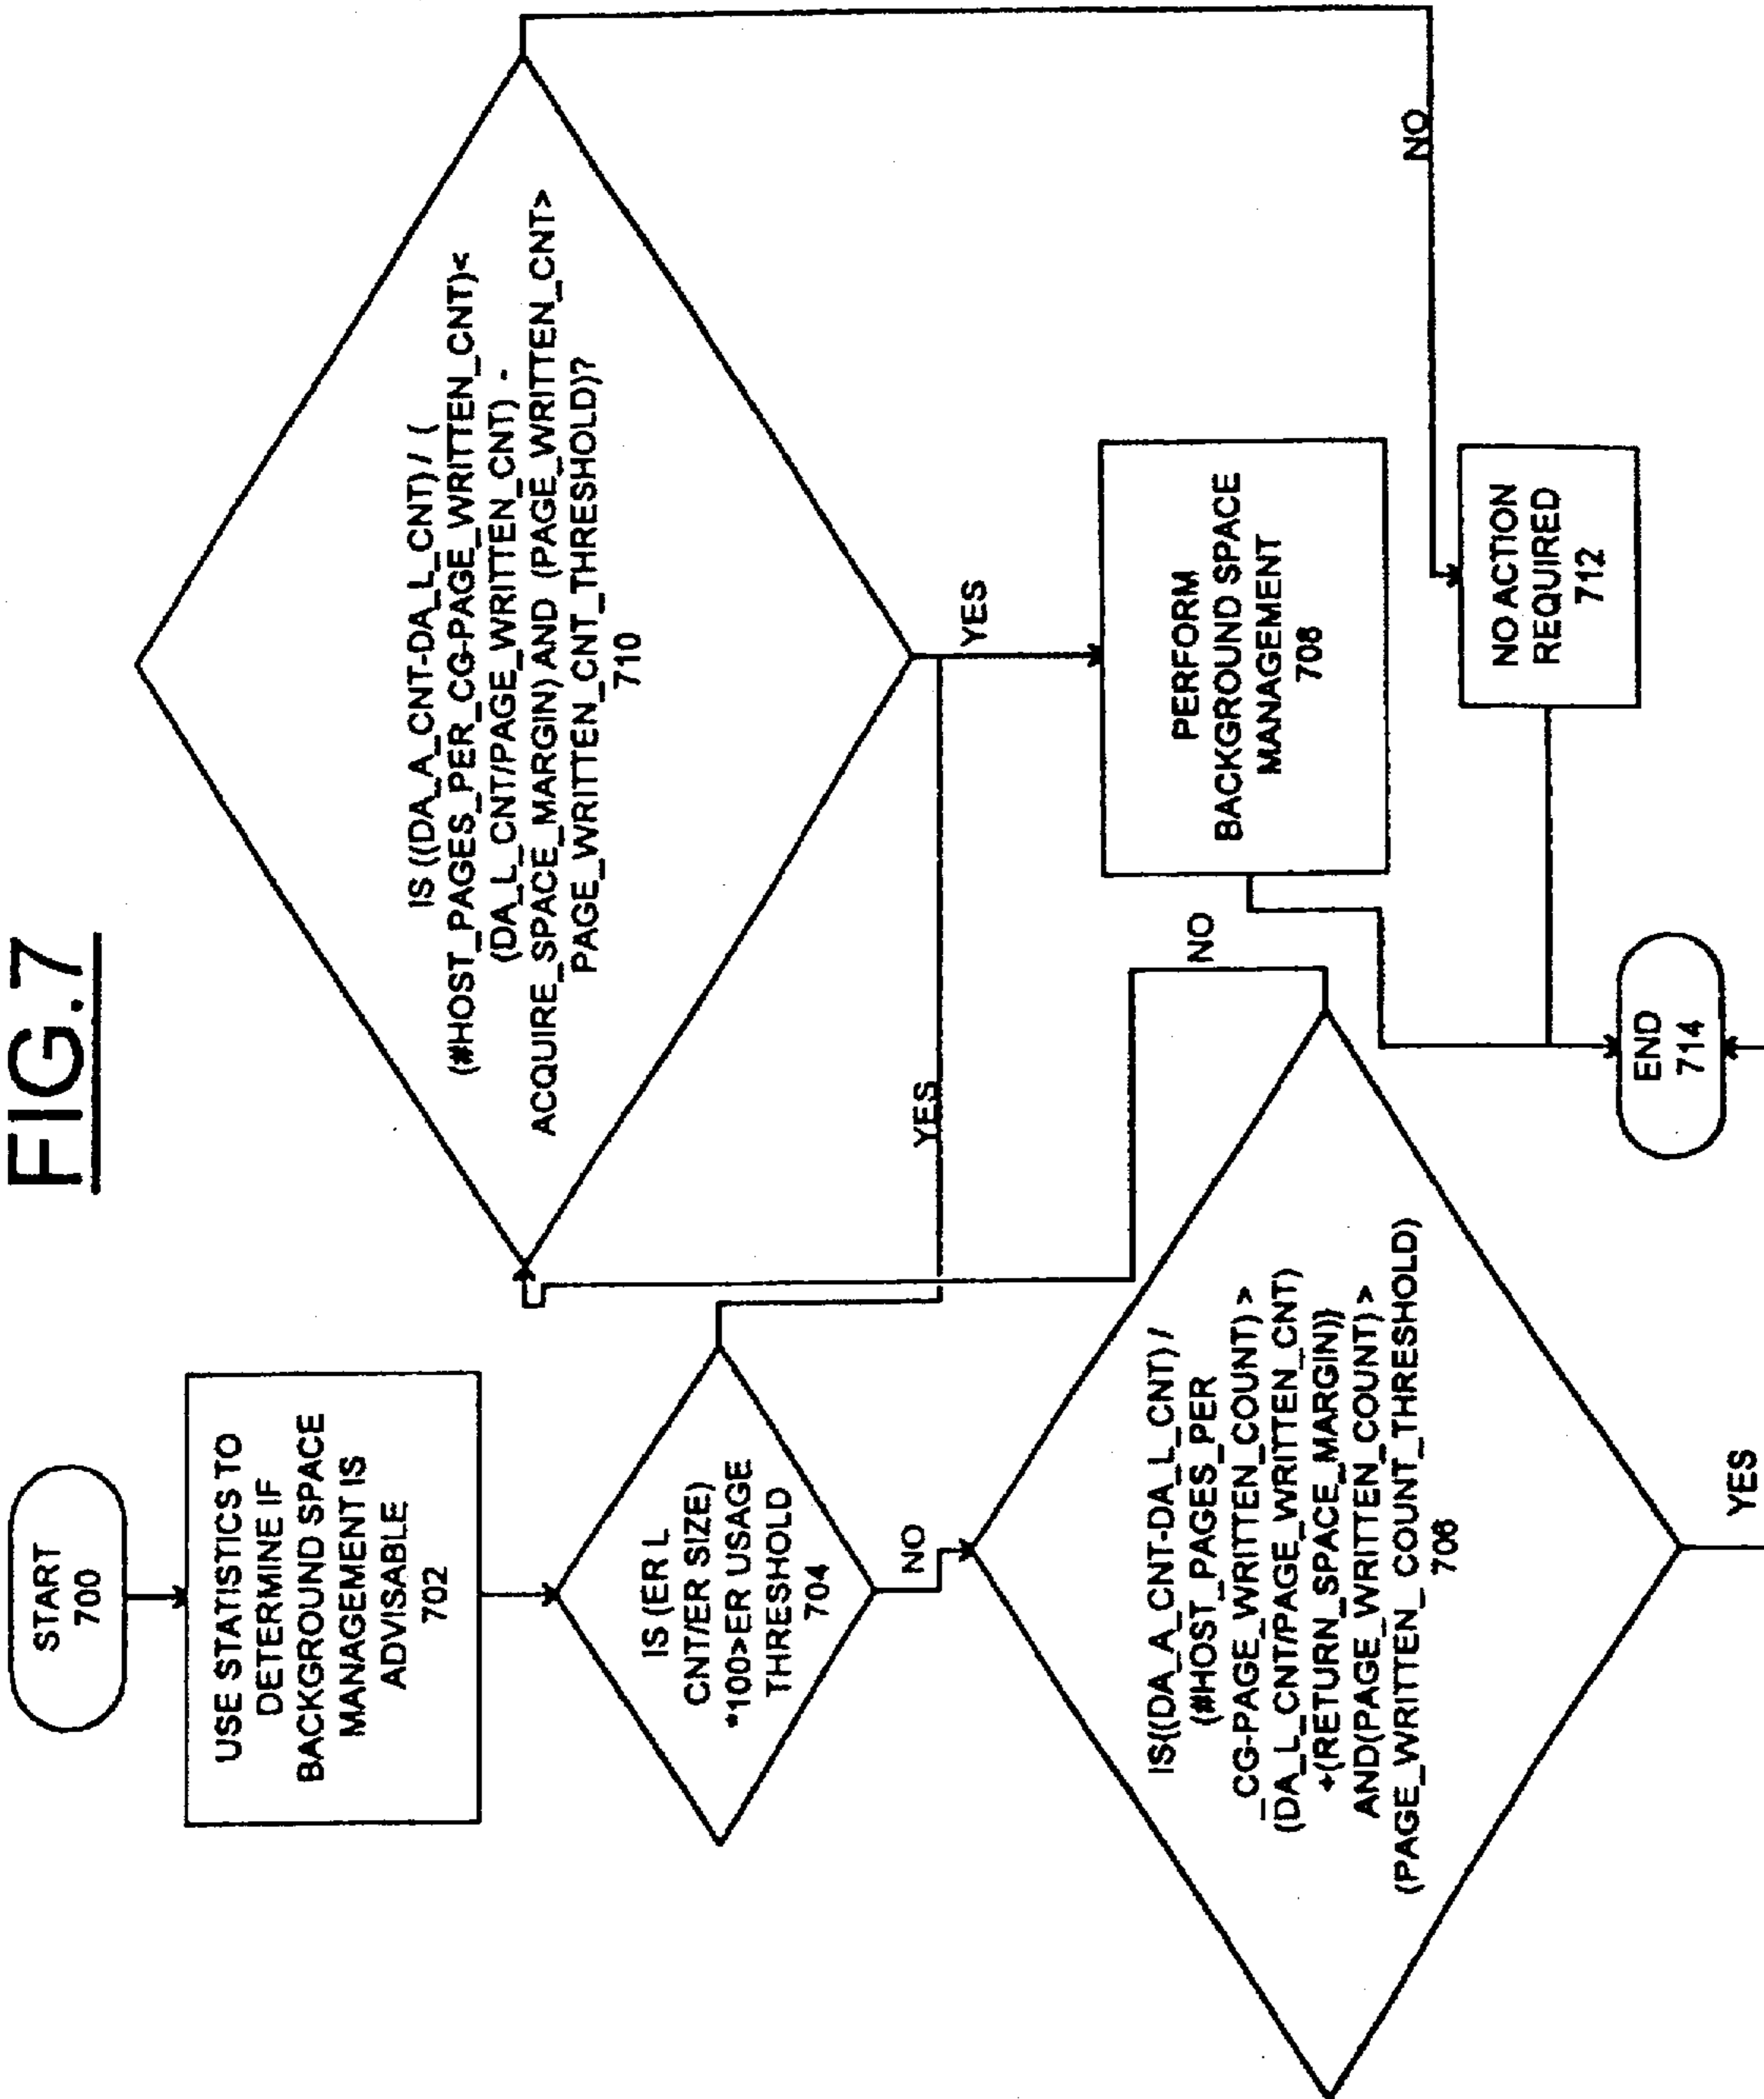 FIG.7
START
700
USE STATISTICS TO
DETERMINE IF
BACKGROUND SPACE
MANAGEMENT IS
ADVISABLE
702
IS (ER L
CNT/ER SIZE)
*100>ER USAGE
THRESHOLD
704
YES
NO
IS{(DA_A_CNT-DA_L_CNT) /
(#HOST_PAGES_PER
_CG-PAGE_WRITTEN_COUNT) >
(DA_L_CNT/PAGE_WRITTEN_CNT)
+(RETURN_SPACE_MARGIN)}
AND(PAGE_WRITTEN_COUNT) >
(PAGE_WRITTEN_ COUNT_THRESHOLD)
706
YES
NO
IS ((DA_A_CNT-DA_L_CNT) / (
(#HOST_PAGES_PER_CG-PAGE_WRITTEN_CNT)<
(DA_L_CNT/PAGE_WRITTEN_CNT) -
ACQUIRE_SPACE_MARGIN) AND (PAGE_WRITTEN_CNT>
PAGE_WRITTEN_CNT_THRESHOLD)?
710
YES
NO
PERFORM
BACKGROUND SPACE
MANAGEMENT
708
NO ACTION
REQUIRED
712
END
714